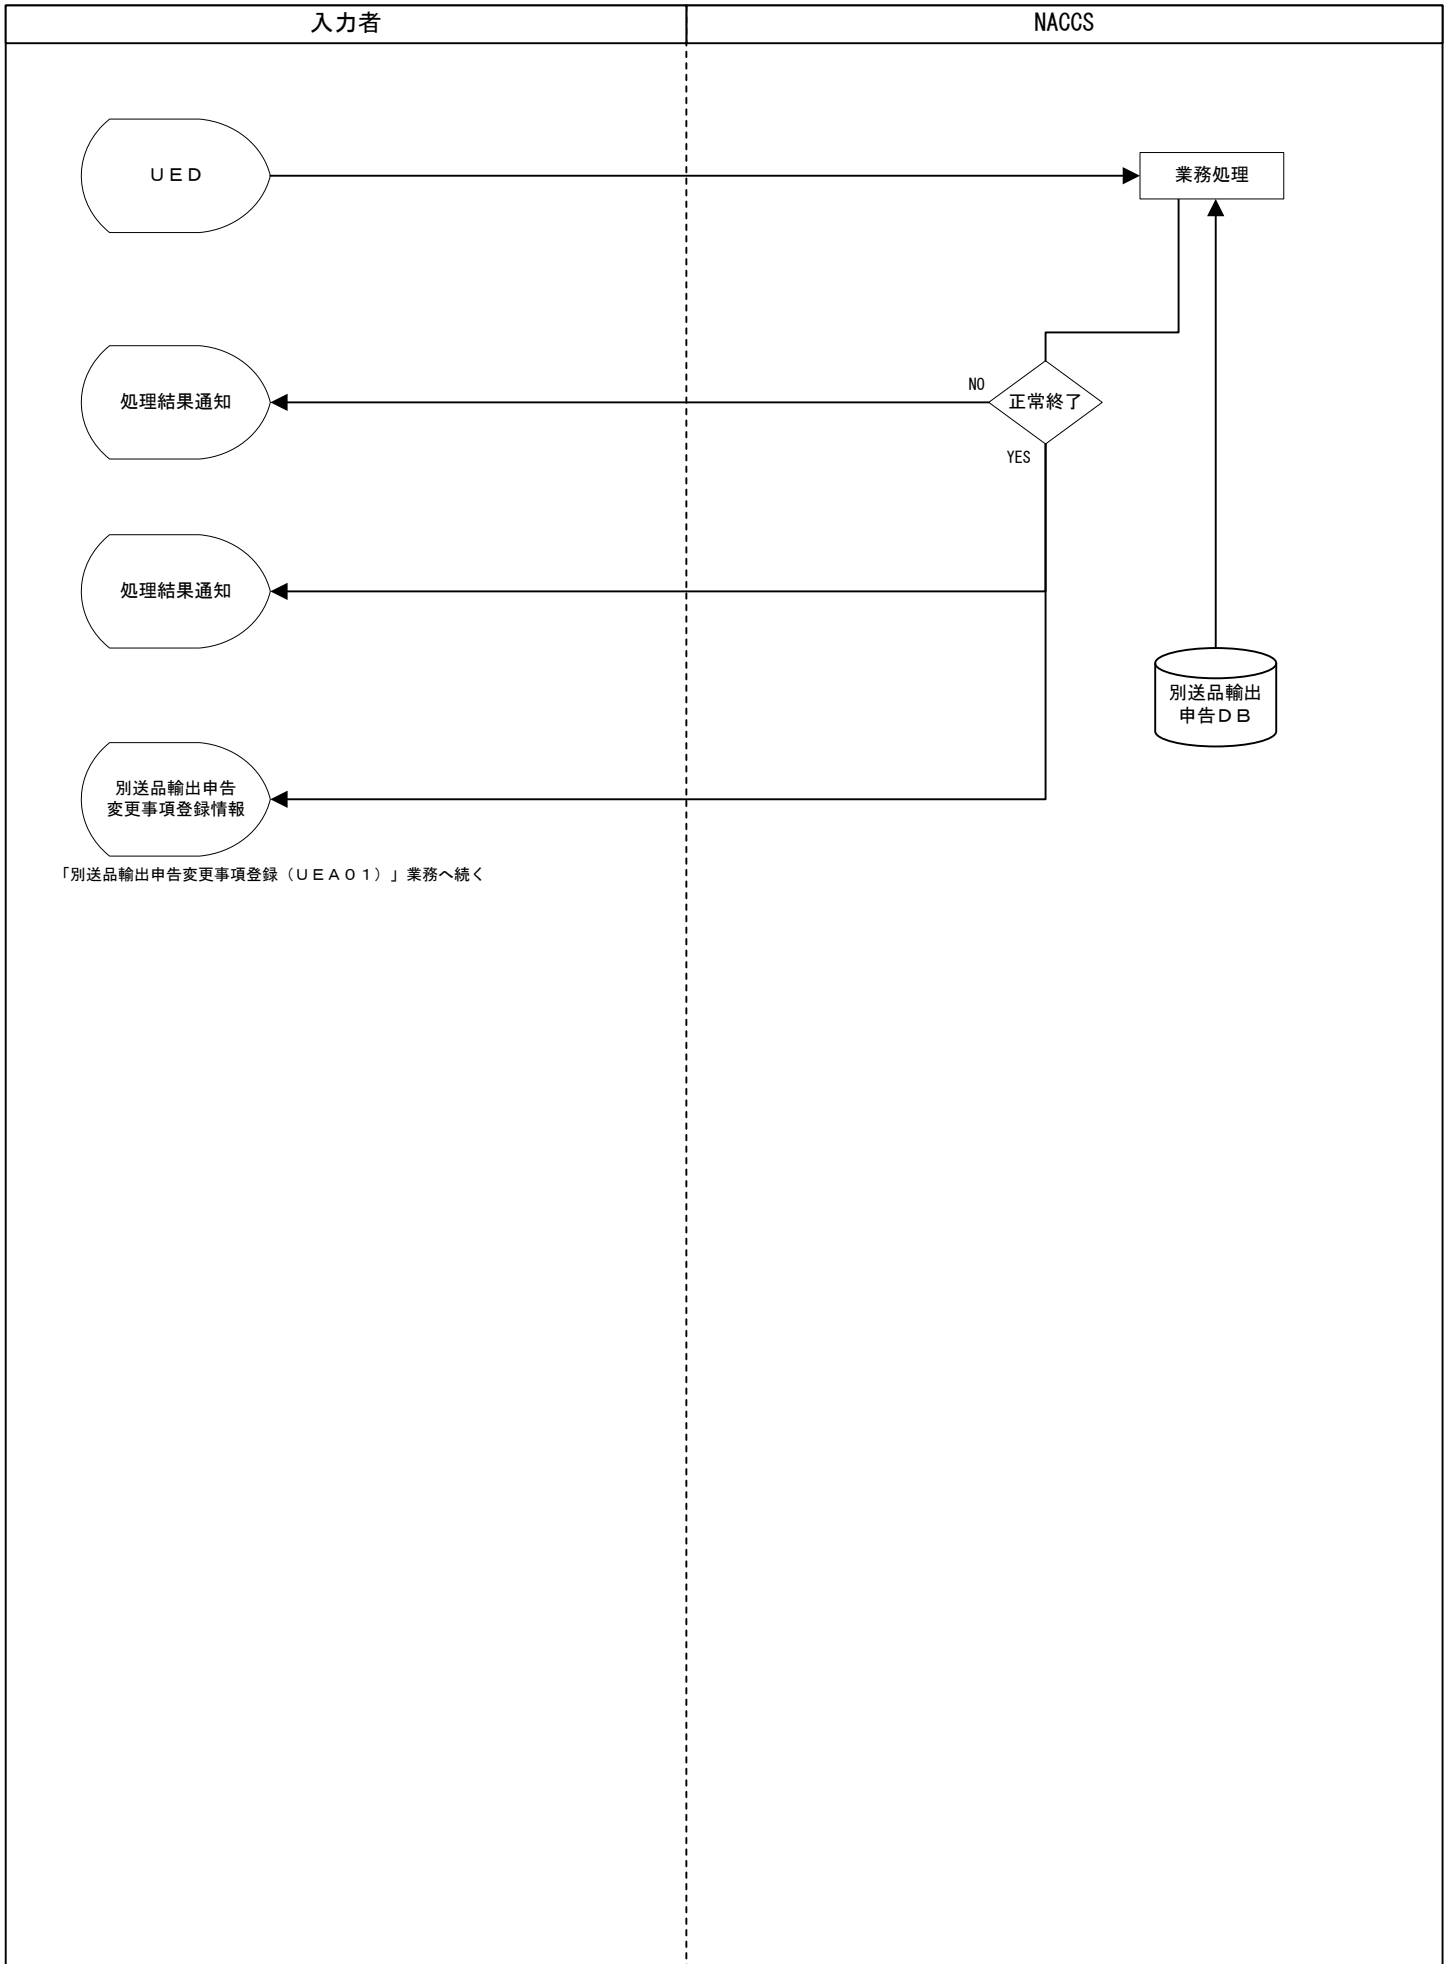 入力者
NACCS
ＵＥＤ
業務処理
処理結果通知
NO
正常終了
YES
処理結果通知
別送品輸出
申告ＤＢ
別送品輸出申告
変更事項登録情報
「別送品輸出申告変更事項登録（ＵＥＡ０１）」業務へ続く